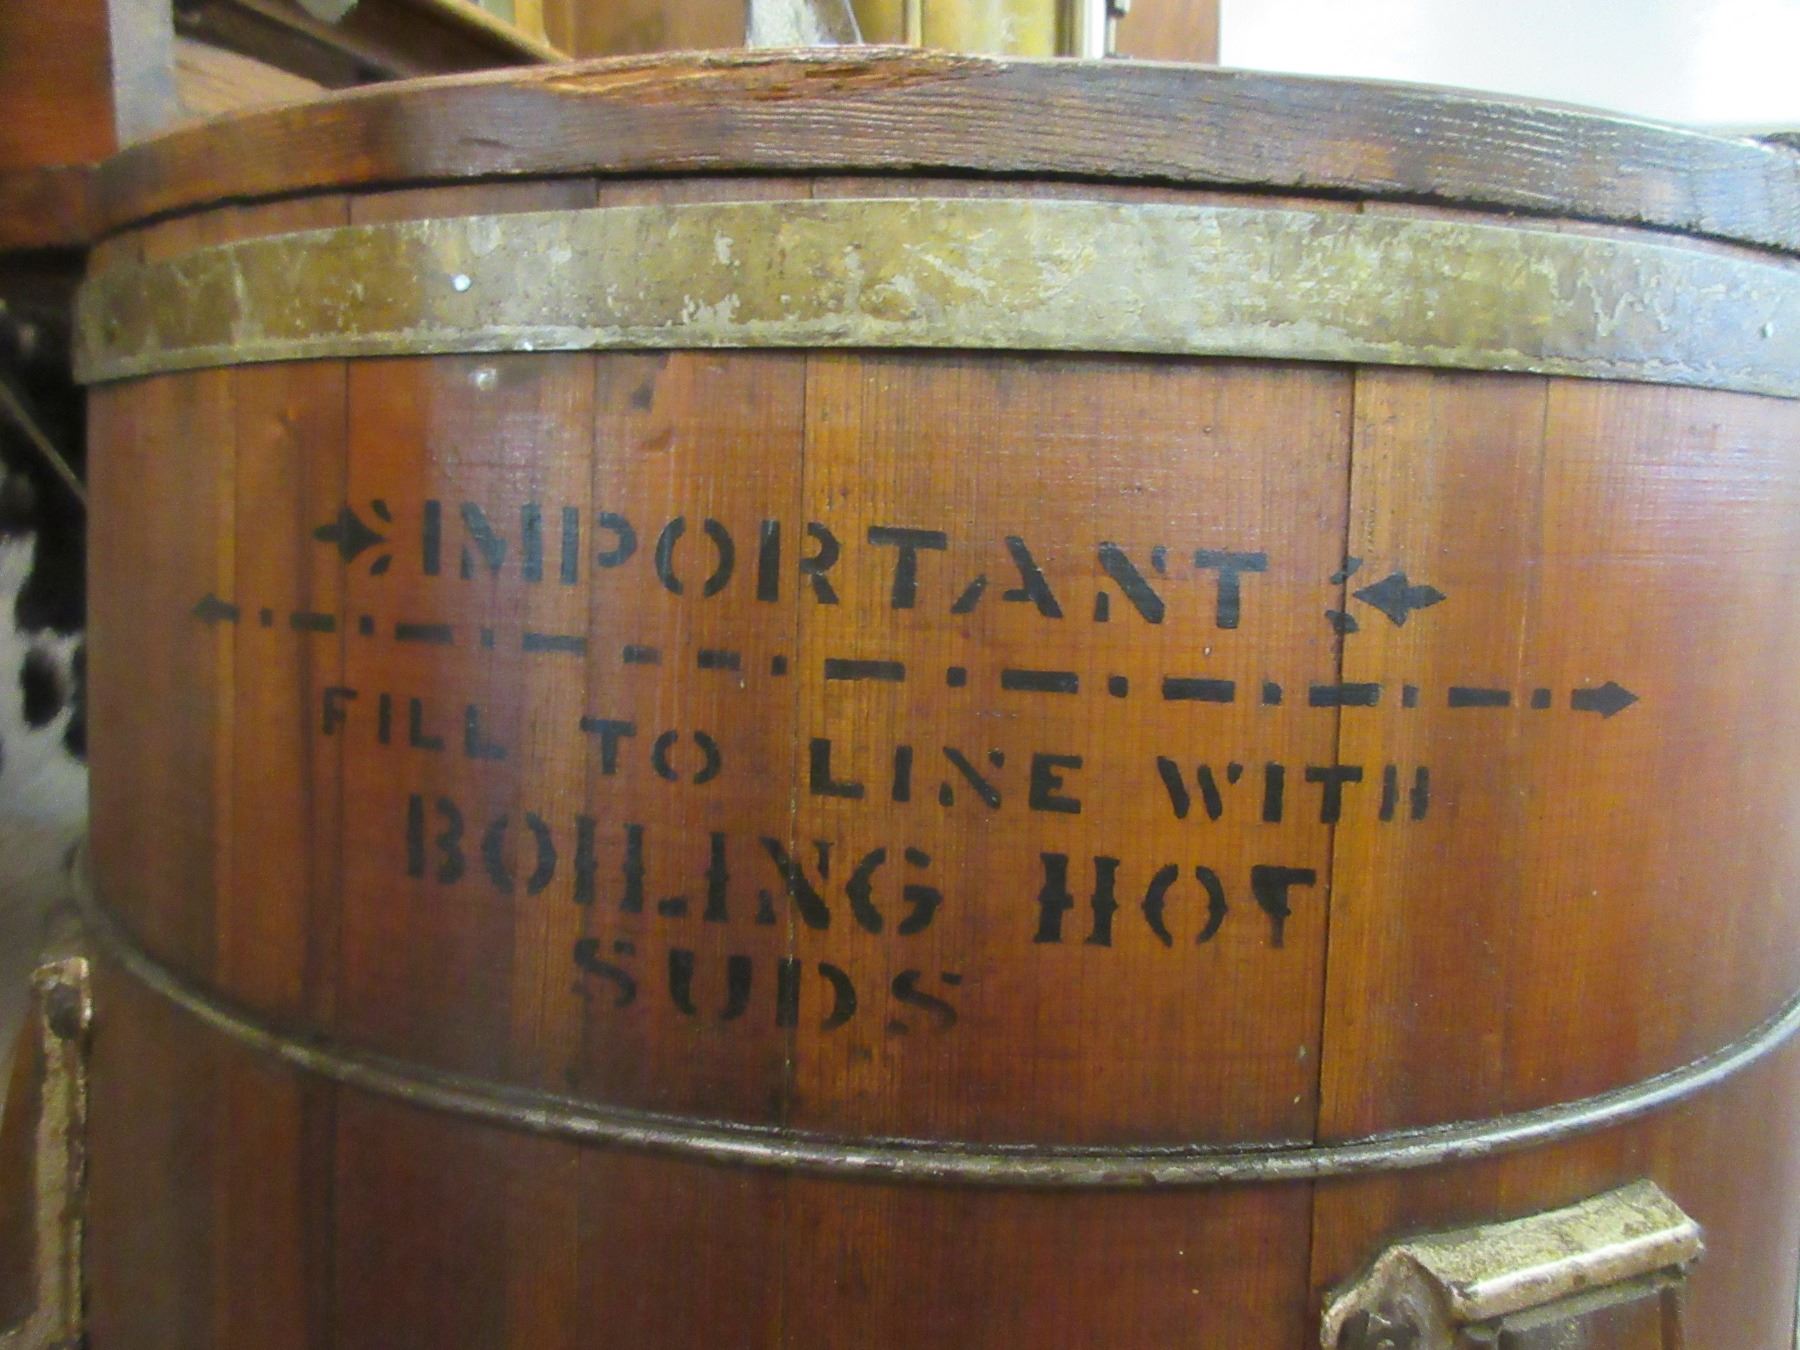 IMPORTANT
FILL TO LINE WITH
BOILING HOT
SUDS